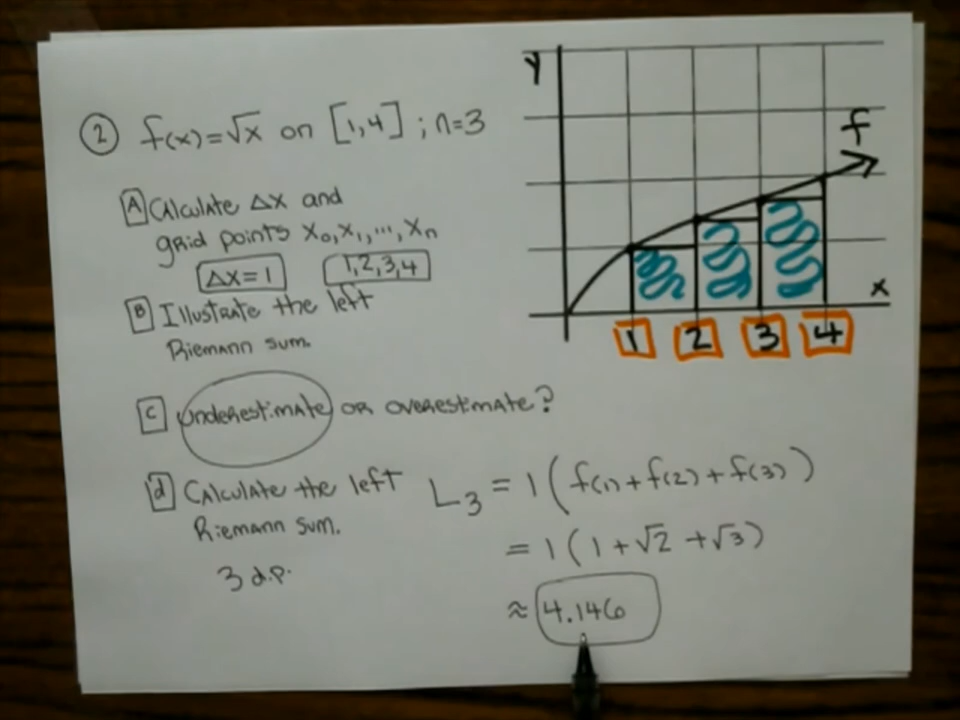 ② f(x)=√x on [1,4] ; n=3
A Calculate Δx and
grid points x₀,x₁,...,xₙ
Δx=1 1,2,3,4
B Illustrate the left
Riemann sum.
C Underestimate or overestimate?
d Calculate the left
Riemann sum.
3 d.p.
L₃ = 1(f(1)+f(2)+f(3))
= 1(1+√2+√3)
≈ 4.146
y
f
x
1 2 3 4